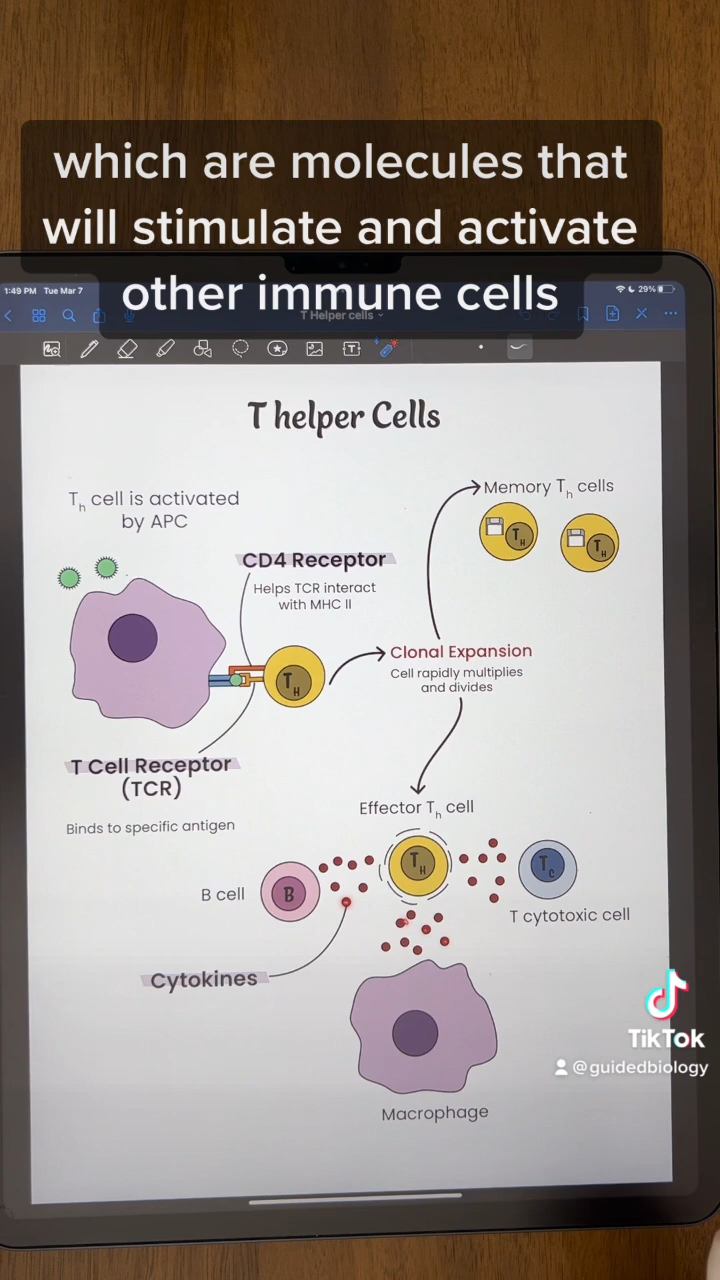 which are molecules that
will stimulate and activate
other immune cells
1:49 PM Tue Mar 7
29%
T Helper cells
T helper Cells
Th cell is activated
by APC
Memory Th cells
TH
TH
CD4 Receptor
Helps TCR interact
with MHC II
TH
Clonal Expansion
Cell rapidly multiplies
and divides
T Cell Receptor
(TCR)
Binds to specific antigen
Effector Th cell
TH
B cell
B
Tc
T cytotoxic cell
Cytokines
Macrophage
TikTok
@guidedbiology